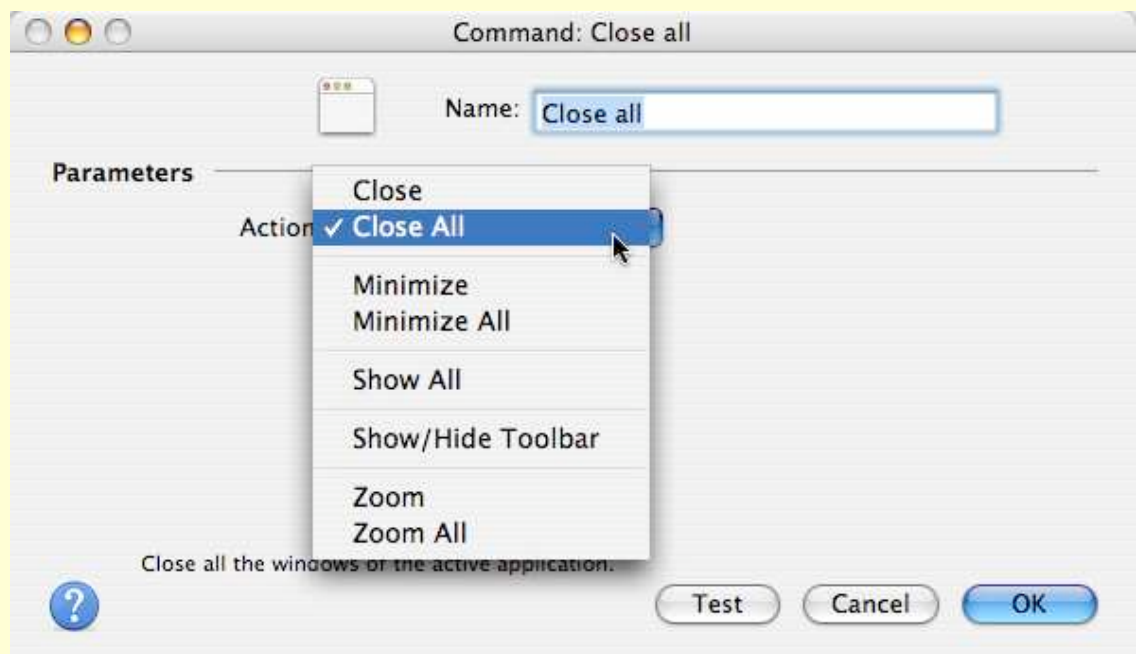 Command: Close all
Name: Close all
Parameters
Close
Action ✓ Close All
Minimize
Minimize All
Show All
Show/Hide Toolbar
Zoom
Zoom All
Close all the windows of the active application.
? Test Cancel OK